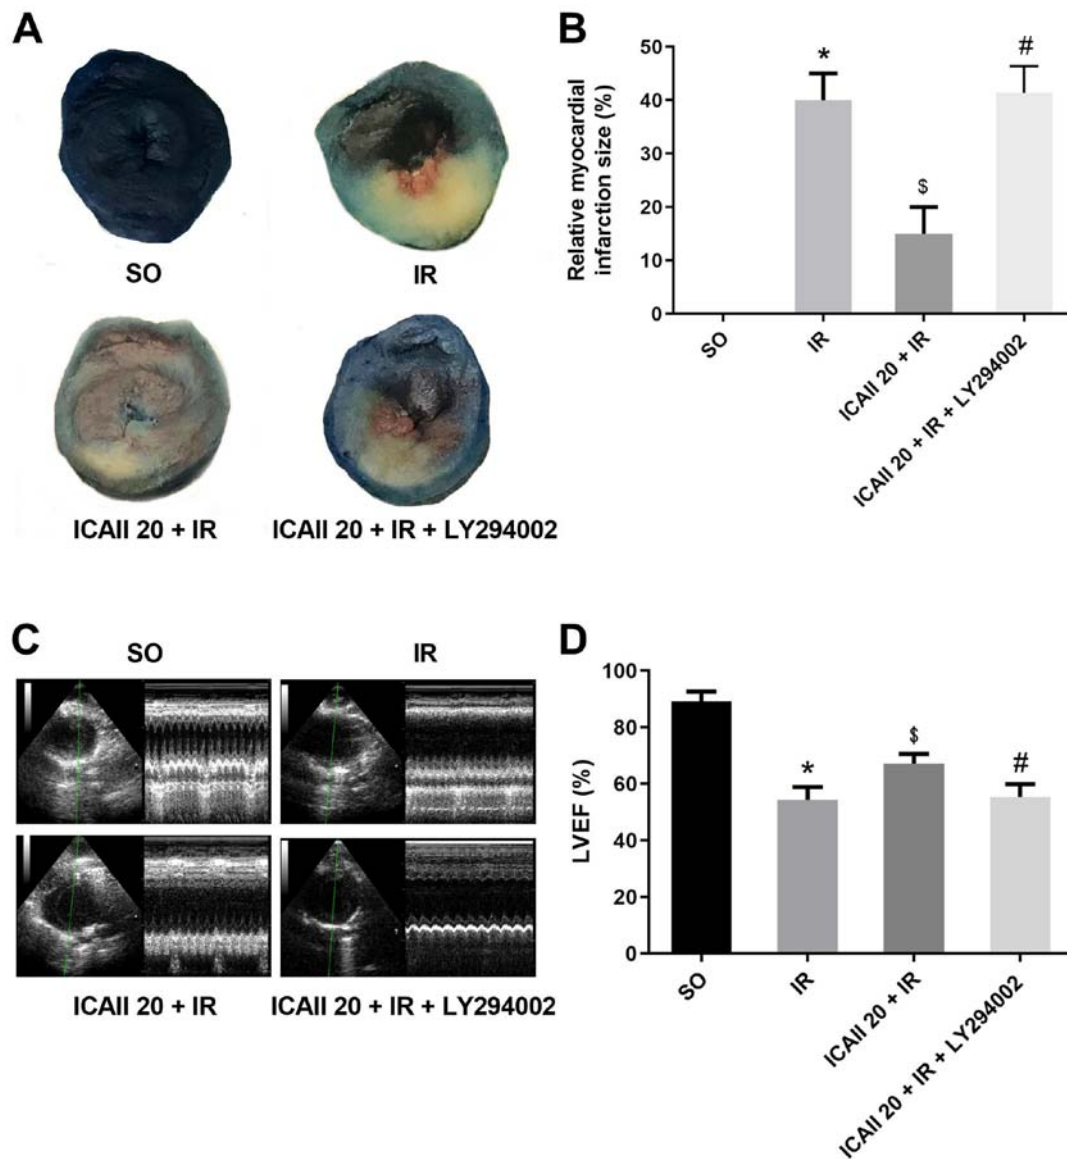 A
SO
IR
ICAII 20 + IR
ICAII 20 + IR + LY294002
B
Relative myocardial
infarction size (%)
50
40
30
20
10
0
*
$
#
SO
IR
ICAII 20 + IR
ICAII 20 + IR + LY294002
C
SO
IR
ICAII 20 + IR
ICAII 20 + IR + LY294002
D
LVEF (%)
100
80
60
40
20
0
*
$
#
SO
IR
ICAII 20 + IR
ICAII 20 + IR + LY294002